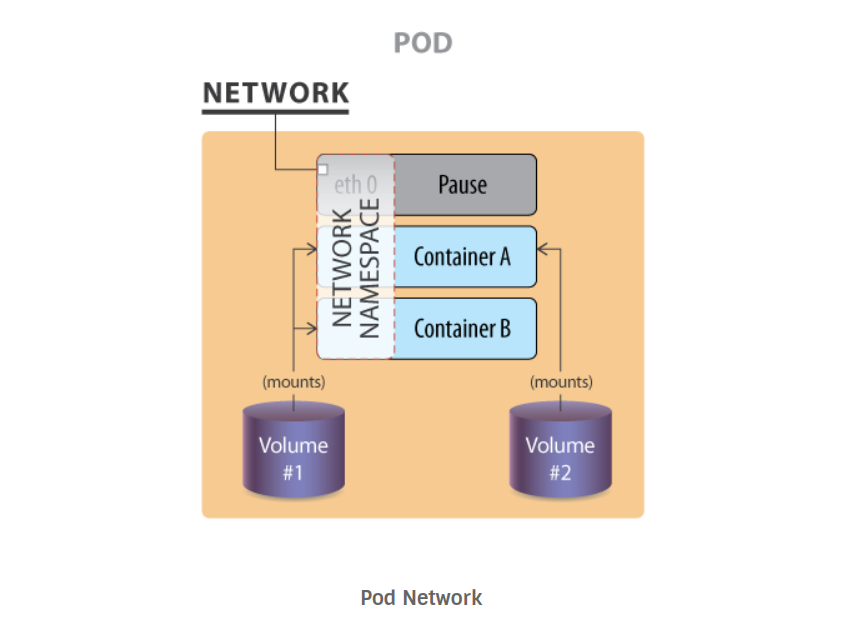 POD
NETWORK
eth 0
Pause
NETWORK
NAMESPACE
Container A
Container B
(mounts)
(mounts)
Volume
#1
Volume
#2
Pod Network